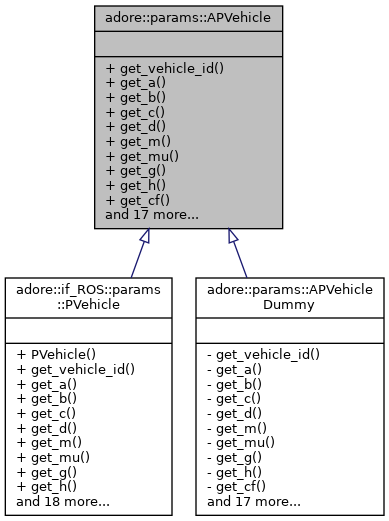 adore::params::APVehicle
+ get_vehicle_id()
+ get_a()
+ get_b()
+ get_c()
+ get_d()
+ get_m()
+ get_mu()
+ get_g()
+ get_h()
+ get_cf()
and 17 more...
adore::if_ROS::params
::PVehicle
+ PVehicle()
+ get_vehicle_id()
+ get_a()
+ get_b()
+ get_c()
+ get_d()
+ get_m()
+ get_mu()
+ get_g()
+ get_h()
and 18 more...
adore::params::APVehicle
Dummy
- get_vehicle_id()
- get_a()
- get_b()
- get_c()
- get_d()
- get_m()
- get_mu()
- get_g()
- get_h()
- get_cf()
and 17 more...